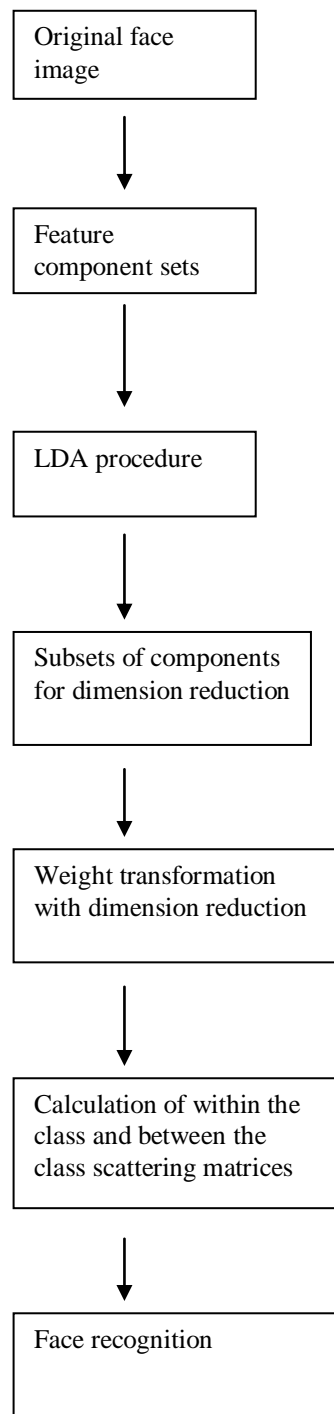 Original face
image
Feature
component sets
LDA procedure
Subsets of components
for dimension reduction
Weight transformation
with dimension reduction
Calculation of within the
class and between the
class scattering matrices
Face recognition